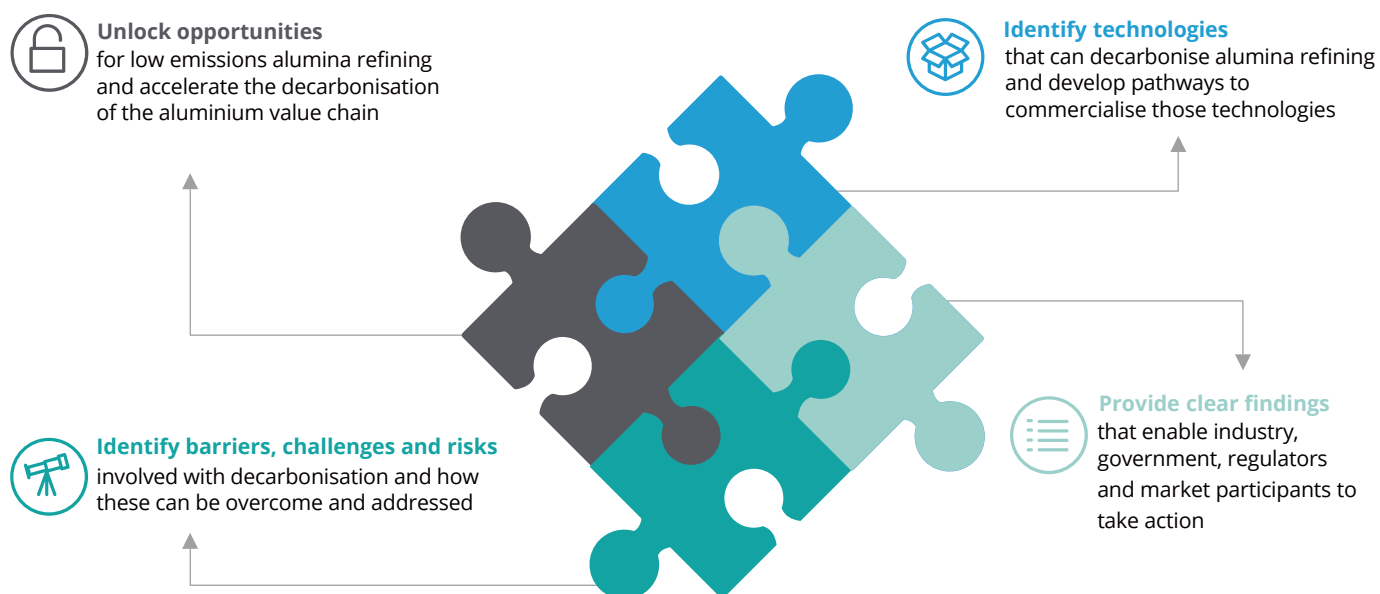 Unlock opportunities
for low emissions alumina refining
and accelerate the decarbonisation
of the aluminium value chain
Identify technologies
that can decarbonise alumina refining
and develop pathways to
commercialise those technologies
Identify barriers, challenges and risks
involved with decarbonisation and how
these can be overcome and addressed
Provide clear findings
that enable industry,
government, regulators
and market participants to
take action